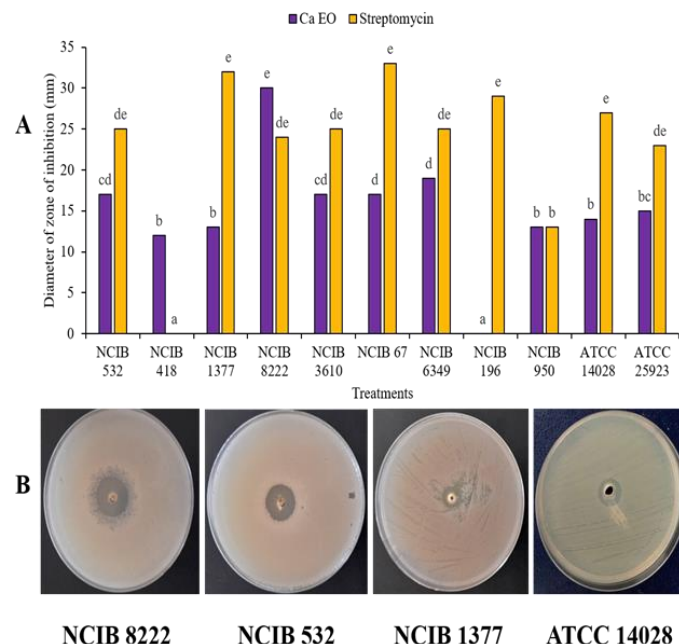 Ca EO Streptomycin
A
Diameter of zone of inhibition (mm)
35
30
25
20
15
10
5
0
cd de
b a
b e
e de
cd de
d e
d de
a e
b b
b e
bc de
NCIB 532
NCIB 418
NCIB 1377
NCIB 8222
NCIB 3610
NCIB 67
NCIB 6349
NCIB 196
NCIB 950
ATCC 14028
ATCC 25923
Treatments
B
NCIB 8222 NCIB 532 NCIB 1377 ATCC 14028